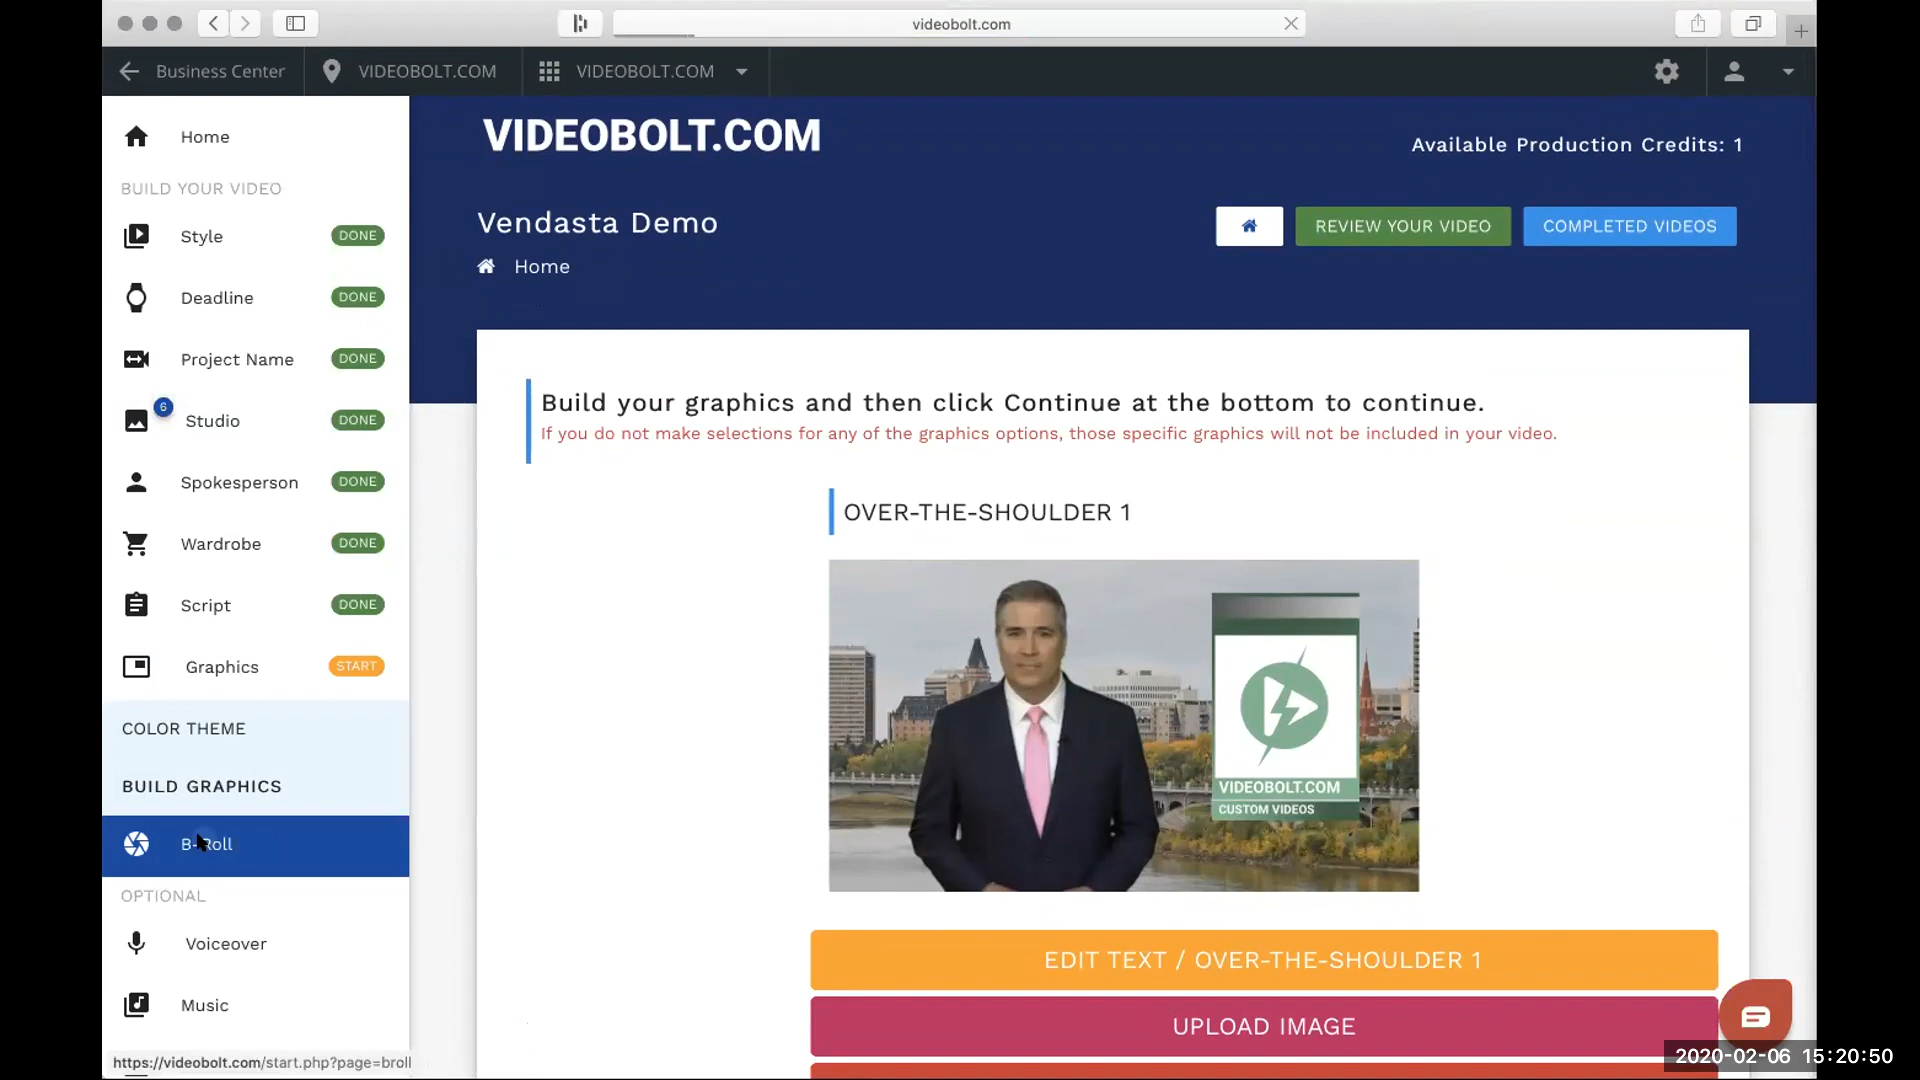 videobolt.com
Business Center
VIDEOBOLT.COM
VIDEOBOLT.COM
Home
BUILD YOUR VIDEO
Style DONE
Deadline DONE
Project Name DONE
6
Studio DONE
Spokesperson DONE
Wardrobe DONE
Script DONE
Graphics START
COLOR THEME
BUILD GRAPHICS
B-Roll
OPTIONAL
Voiceover
Music
https://videobolt.com/start.php?page=broll
VIDEOBOLT.COM
Available Production Credits: 1
Vendasta Demo
REVIEW YOUR VIDEO
COMPLETED VIDEOS
Home
Build your graphics and then click Continue at the bottom to continue.
If you do not make selections for any of the graphics options, those specific graphics will not be included in your video.
OVER-THE-SHOULDER 1
VIDEOBOLT.COM
CUSTOM VIDEOS
EDIT TEXT / OVER-THE-SHOULDER 1
UPLOAD IMAGE
2020-02-06 15:20:50